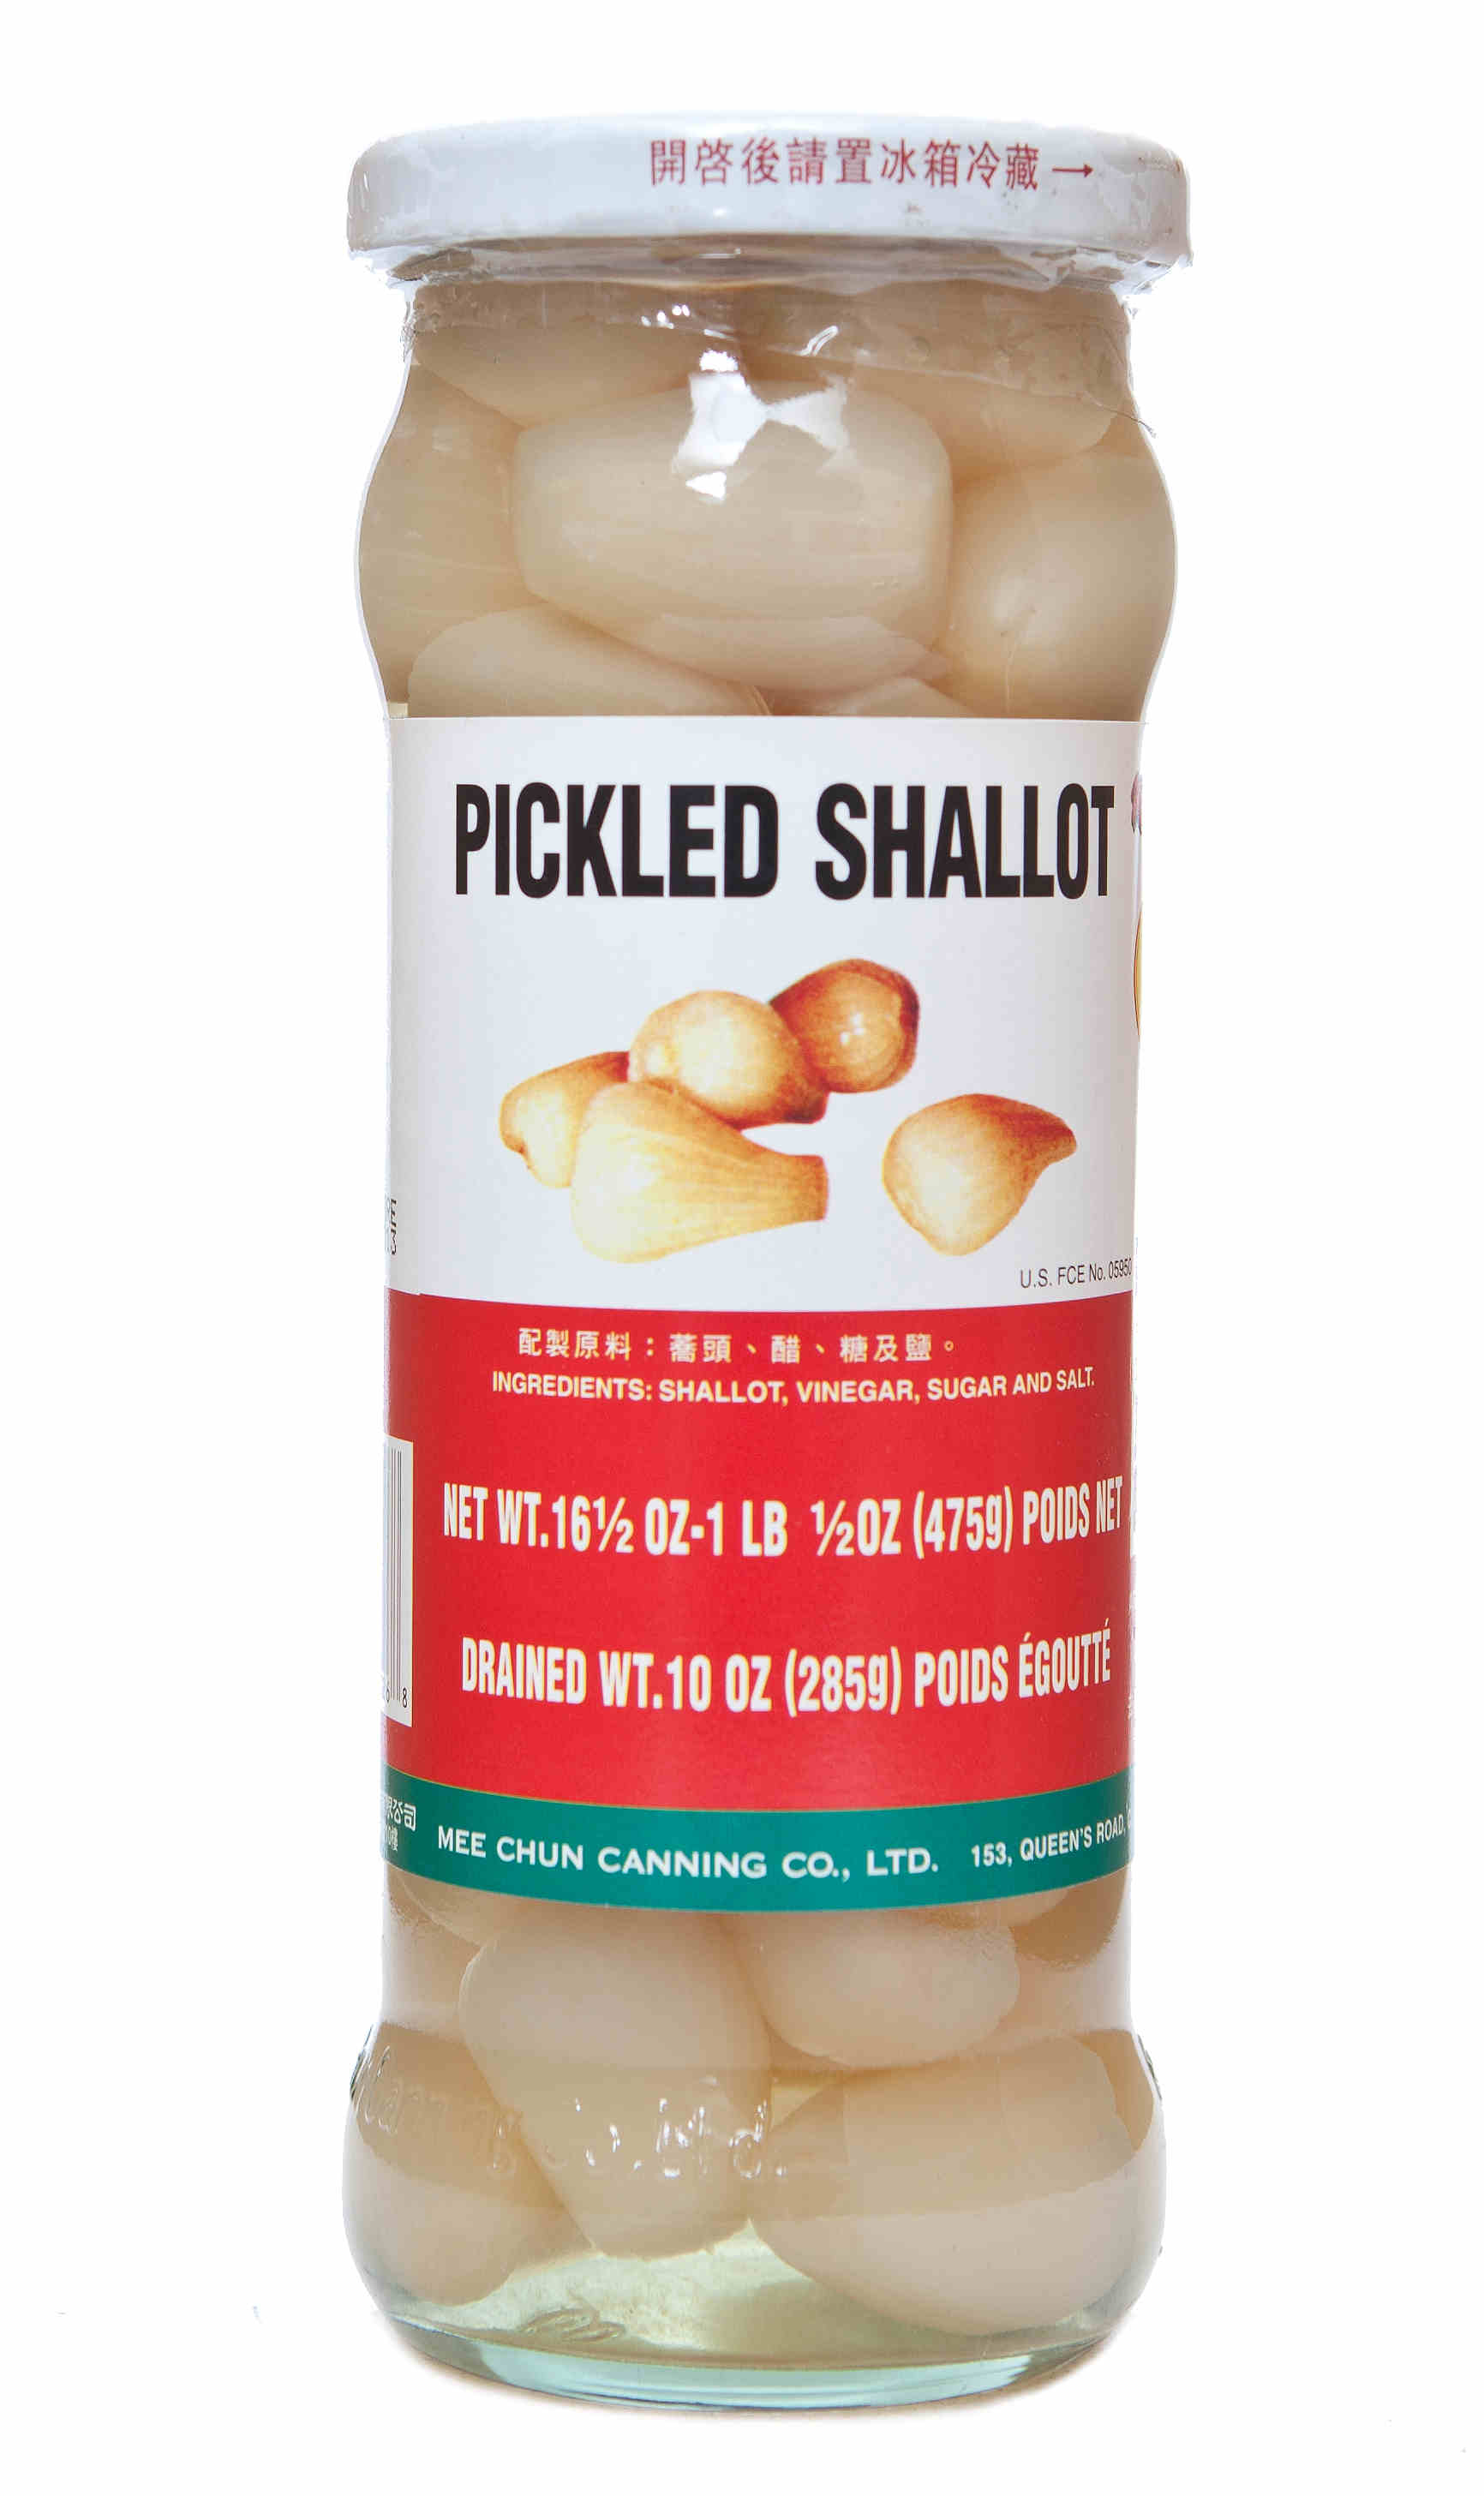 開啓後請置冰箱冷藏 →
PICKLED SHALLOT
U.S. FCE No. 05950
配製原料：蕎頭、醋、糖及鹽。
INGREDIENTS: SHALLOT, VINEGAR, SUGAR AND SALT.
NET WT.16½ OZ-1 LB ½OZ (475g) POIDS NET
DRAINED WT.10 OZ (285g) POIDS ÉGOUTTÉ
8
公司
MEE CHUN CANNING CO., LTD. 153, QUEEN'S ROAD,